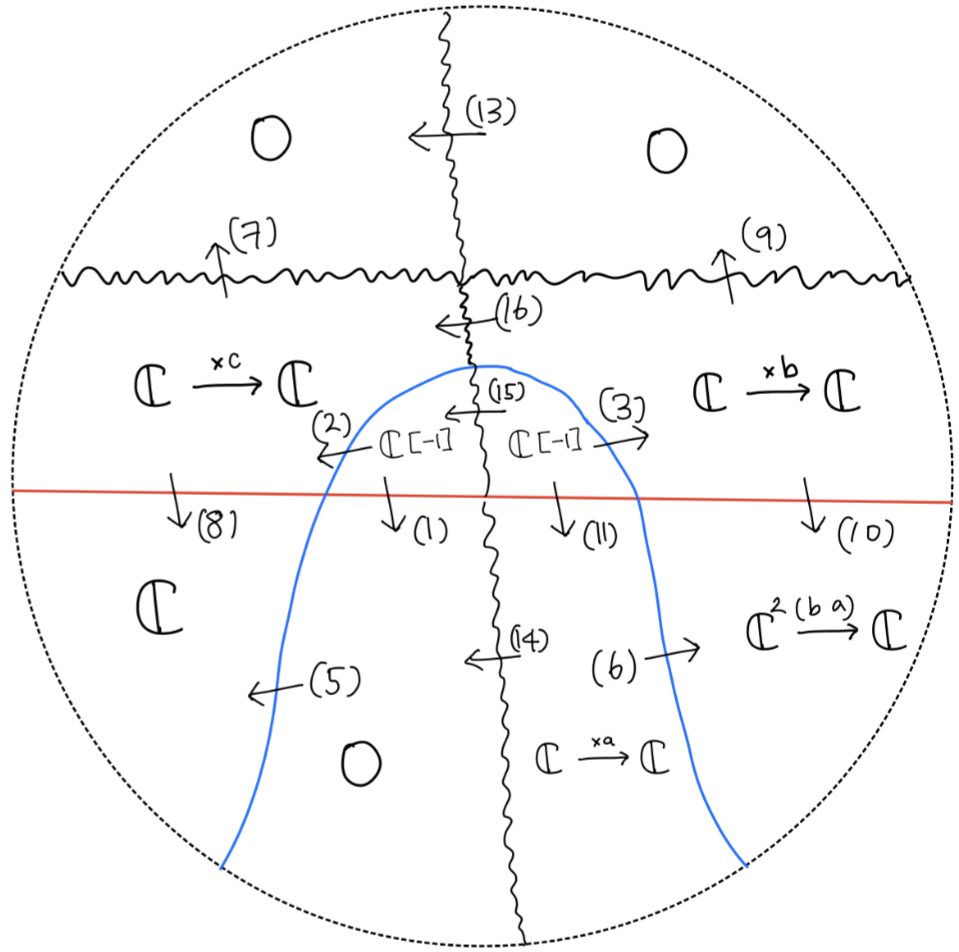 (13)
0
0
(7)
(9)
(16)
ℂ ×c→ ℂ
ℂ ×b→ ℂ
(15)
(2)
ℂ[-1]
ℂ[-1]
(3)
(8)
(1)
(11)
(10)
ℂ
ℂ² (b a)→ ℂ
(14)
(5)
(6)
0
ℂ ×a→ ℂ